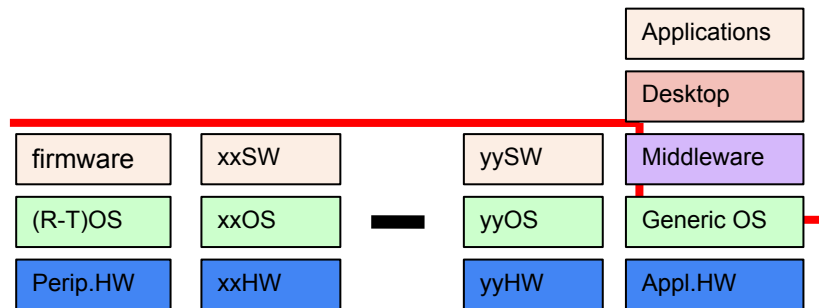 Applications
Desktop
firmware xxSW yySW Middleware
(R-T)OS xxOS yyOS Generic OS
Perip.HW xxHW yyHW Appl.HW